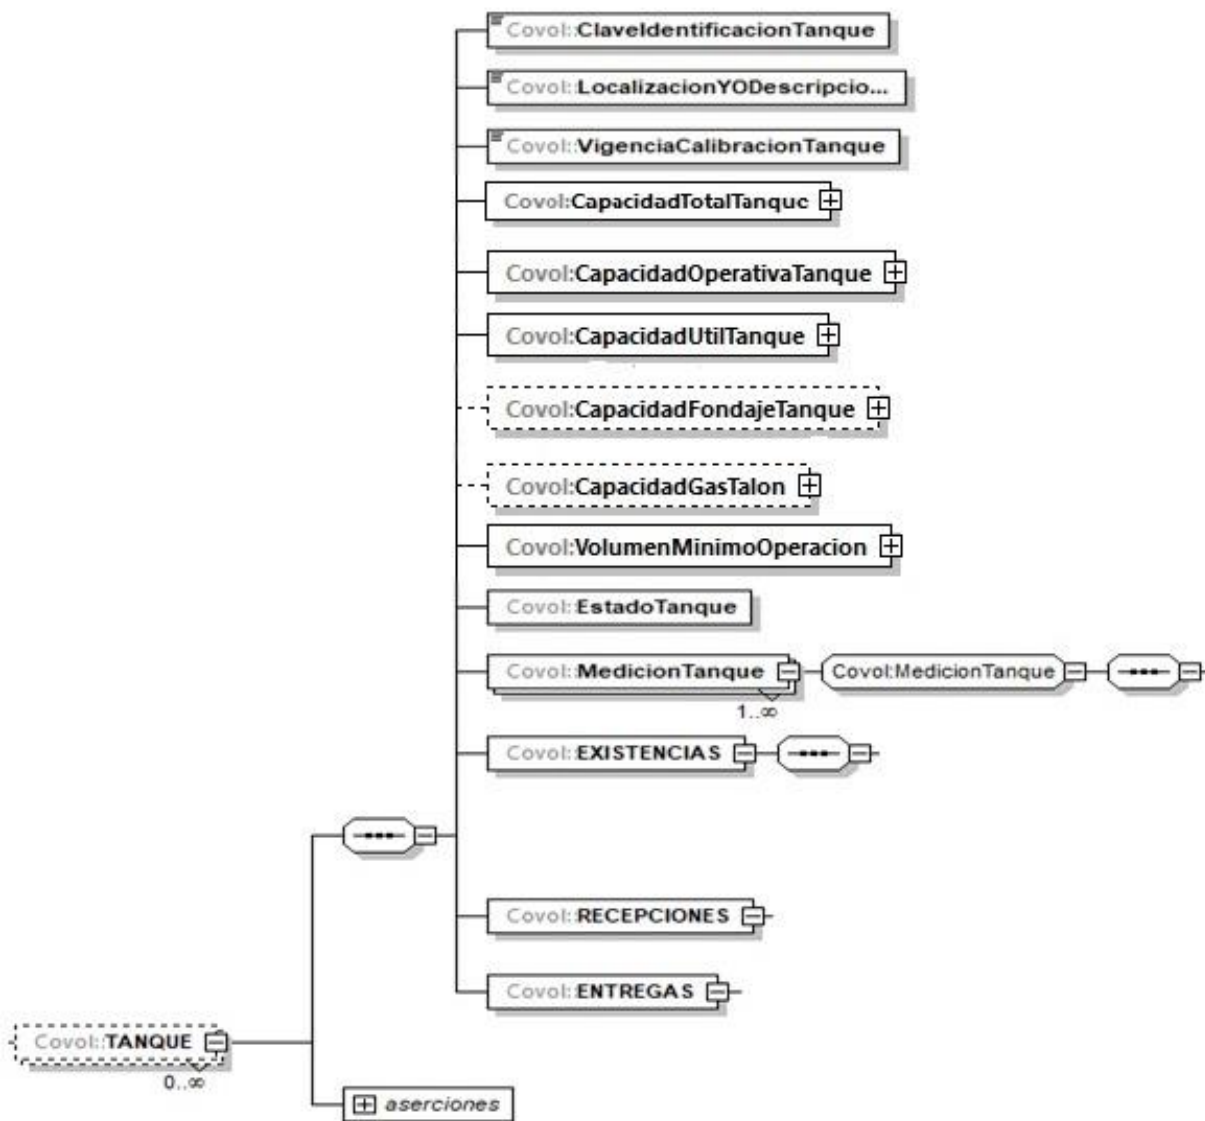 Covol:ClaveIdentificacionTanque
Covol:LocalizacionYODescripcio...
Covol:VigenciaCalibracionTanque
Covol:CapacidadTotalTanque
Covol:CapacidadOperativaTanque
Covol:CapacidadUtilTanque
Covol:CapacidadFondajeTanque
Covol:CapacidadGasTalon
Covol:VolumenMinimoOperacion
Covol:EstadoTanque
Covol:MedicionTanque Covol:MedicionTanque
1..∞
Covol:EXISTENCIAS
Covol:RECEPCIONES
Covol:ENTREGAS
Covol:TANQUE
0..∞
aserciones